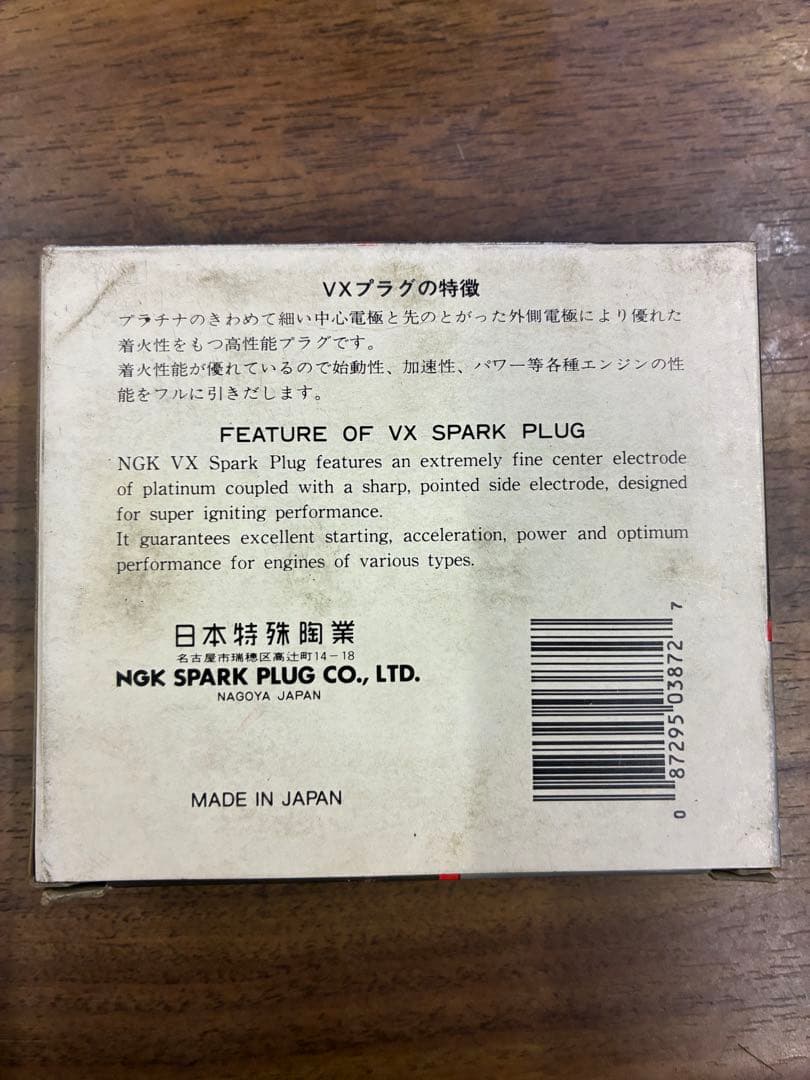 VXプラグの特徴
プラチナのきわめて細い中心電極と先のとがった外側電極により優れた
着火性をもつ高性能プラグです。
着火性能が優れているので始動性、加速性、パワー等各種エンジンの性
能をフルに引きだします。
FEATURE OF VX SPARK PLUG
NGK VX Spark Plug features an extremely fine center electrode
of platinum coupled with a sharp, pointed side electrode, designed
for super igniting performance.
It guarantees excellent starting, acceleration, power and optimum
performance for engines of various types.
日本特殊陶業
名古屋市瑞穂区高辻町14-18
NGK SPARK PLUG CO., LTD.
NAGOYA JAPAN
MADE IN JAPAN
0 87295 03872 7